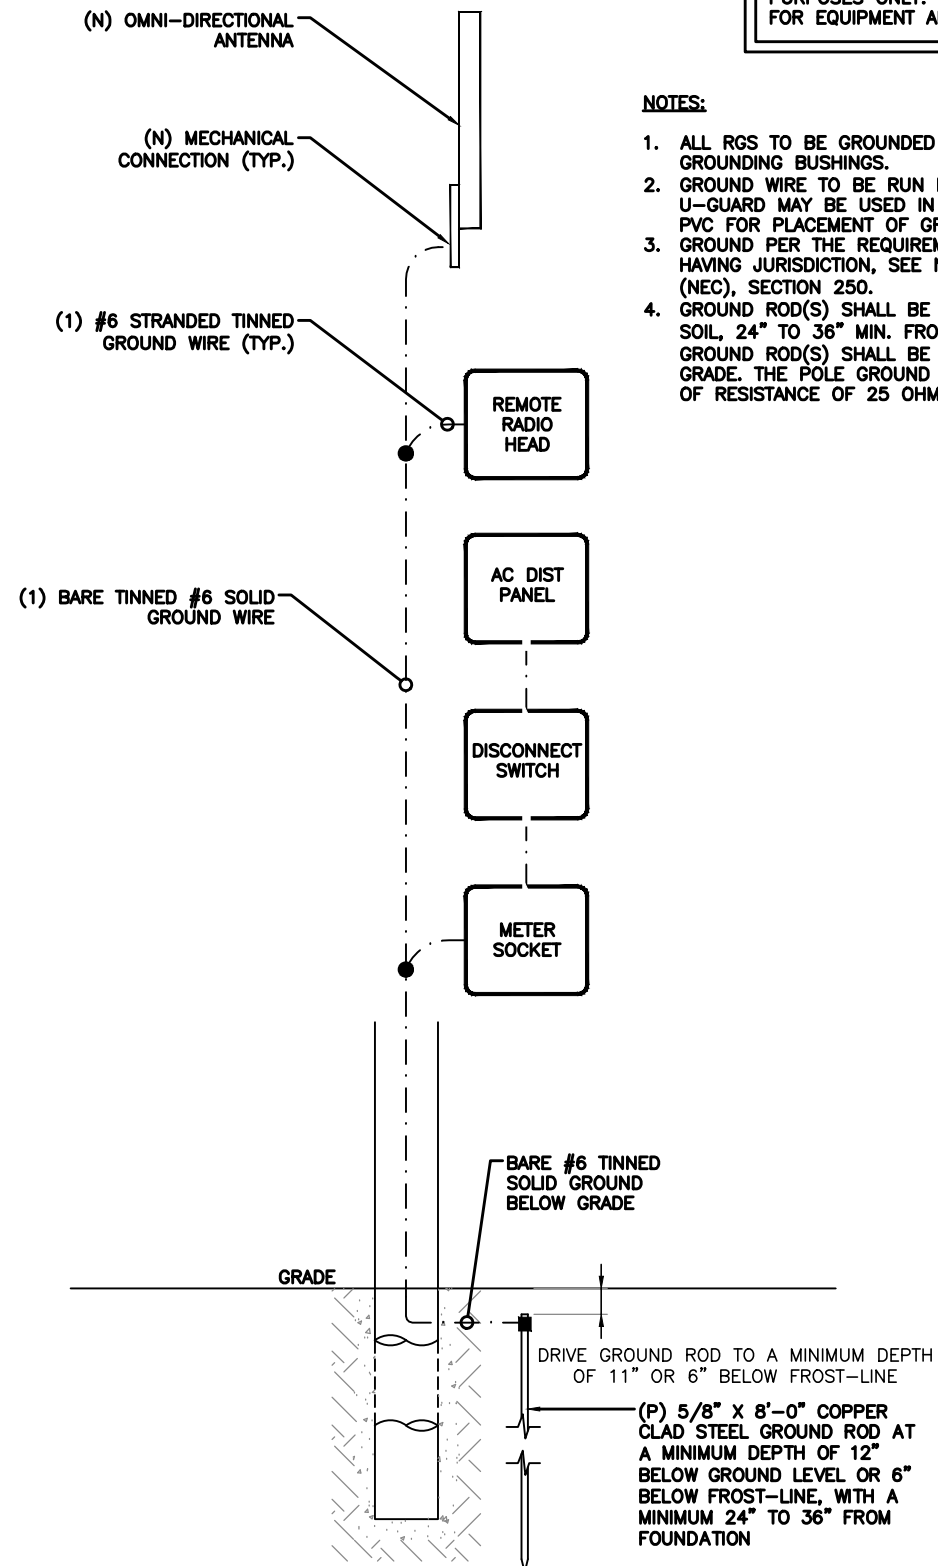 PURPOSES ONLY.
FOR EQUIPMENT
(N) OMNI-DIRECTIONAL
ANTENNA
(N) MECHANICAL
CONNECTION (TYP.)
NOTES:
1. ALL RGS TO BE GROUNDED
GROUNDING BUSHINGS.
2. GROUND WIRE TO BE RUN
U-GUARD MAY BE USED IN
PVC FOR PLACEMENT OF
3. GROUND PER THE
HAVING JURISDICTION, SEE
(NEC), SECTION 250.
4. GROUND ROD(S) SHALL BE
SOIL, 24" TO 36" MIN.
GROUND ROD(S) SHALL BE
GRADE. THE POLE GROUND
OF RESISTANCE OF 25
(1) #6 STRANDED TINNED
GROUND WIRE (TYP.)
REMOTE
RADIO
HEAD
AC DIST
PANEL
(1) BARE TINNED #6 SOLID
GROUND WIRE
DISCONNECT
SWITCH
METER
SOCKET
BARE #6 TINNED
SOLID GROUND
BELOW GRADE
GRADE
DRIVE GROUND ROD TO A MINIMUM DEPTH
OF 11" OR 6" BELOW FROST-LINE
(P) 5/8" X 8'-0" COPPER
CLAD STEEL GROUND ROD AT
A MINIMUM DEPTH OF 12"
BELOW GROUND LEVEL OR 6"
BELOW FROST-LINE, WITH A
MINIMUM 24" TO 36" FROM
FOUNDATION